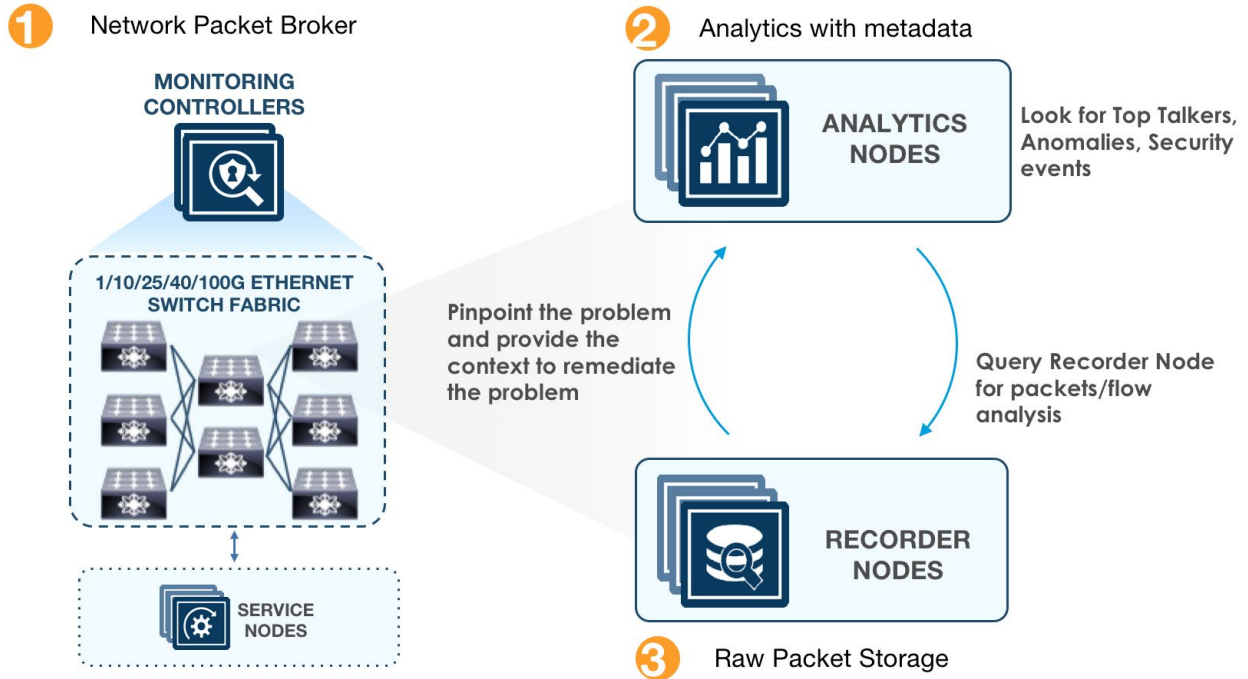 1 Network Packet Broker
MONITORING
CONTROLLERS
1/10/25/40/100G ETHERNET
SWITCH FABRIC
SERVICE
NODES
2 Analytics with metadata
ANALYTICS
NODES
Look for Top Talkers,
Anomalies, Security
events
Pinpoint the problem
and provide the
context to remediate
the problem
Query Recorder Node
for packets/flow
analysis
RECORDER
NODES
3 Raw Packet Storage